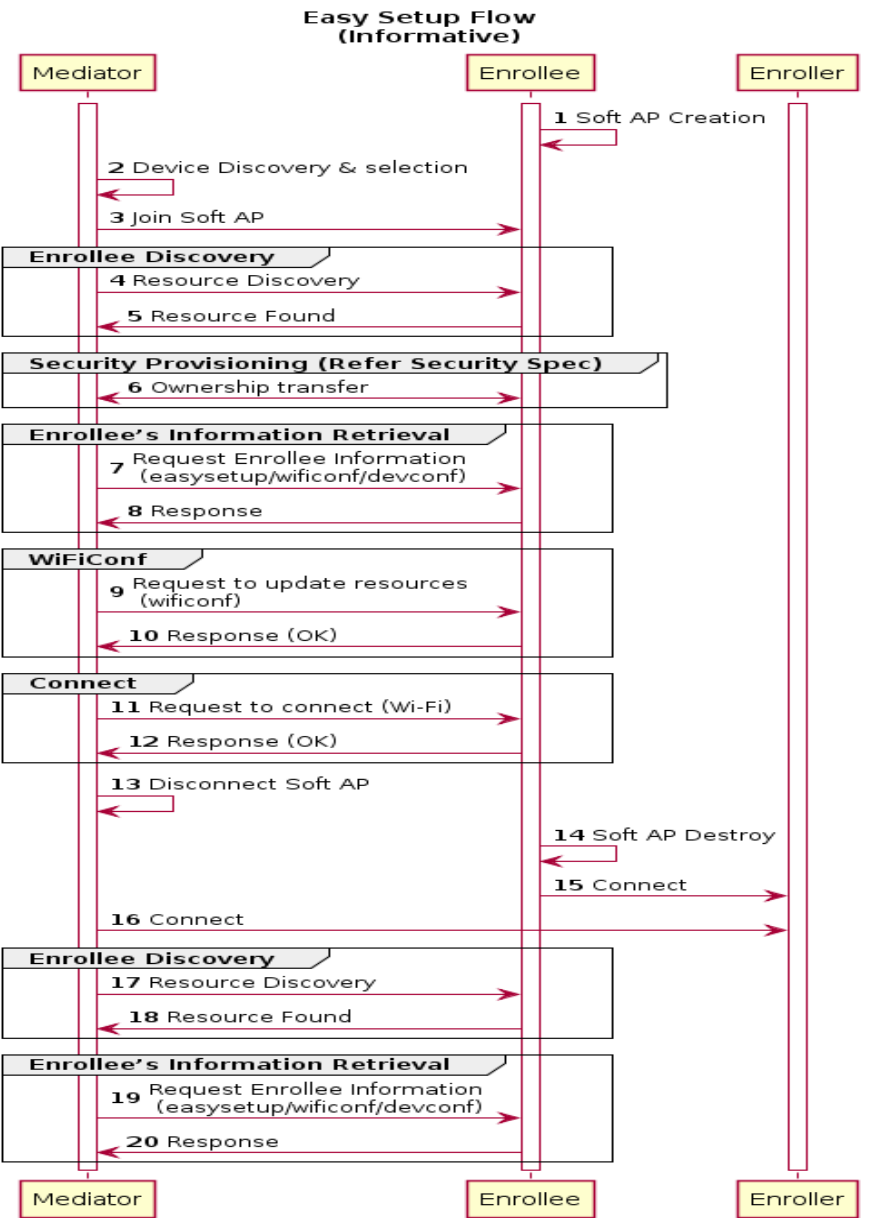 Easy Setup Flow
(Informative)
Mediator Enrollee Enroller
1 Soft AP Creation
2 Device Discovery & selection
3 Join Soft AP
Enrollee Discovery
4 Resource Discovery
5 Resource Found
Security Provisioning (Refer Security Spec)
6 Ownership transfer
Enrollee’s Information Retrieval
7 Request Enrollee Information
(easysetup/wificonf/devconf)
8 Response
WiFiConf
9 Request to update resources
(wificonf)
10 Response (OK)
Connect
11 Request to connect (Wi-Fi)
12 Response (OK)
13 Disconnect Soft AP
14 Soft AP Destroy
15 Connect
16 Connect
Enrollee Discovery
17 Resource Discovery
18 Resource Found
Enrollee’s Information Retrieval
19 Request Enrollee Information
(easysetup/wificonf/devconf)
20 Response
Mediator Enrollee Enroller